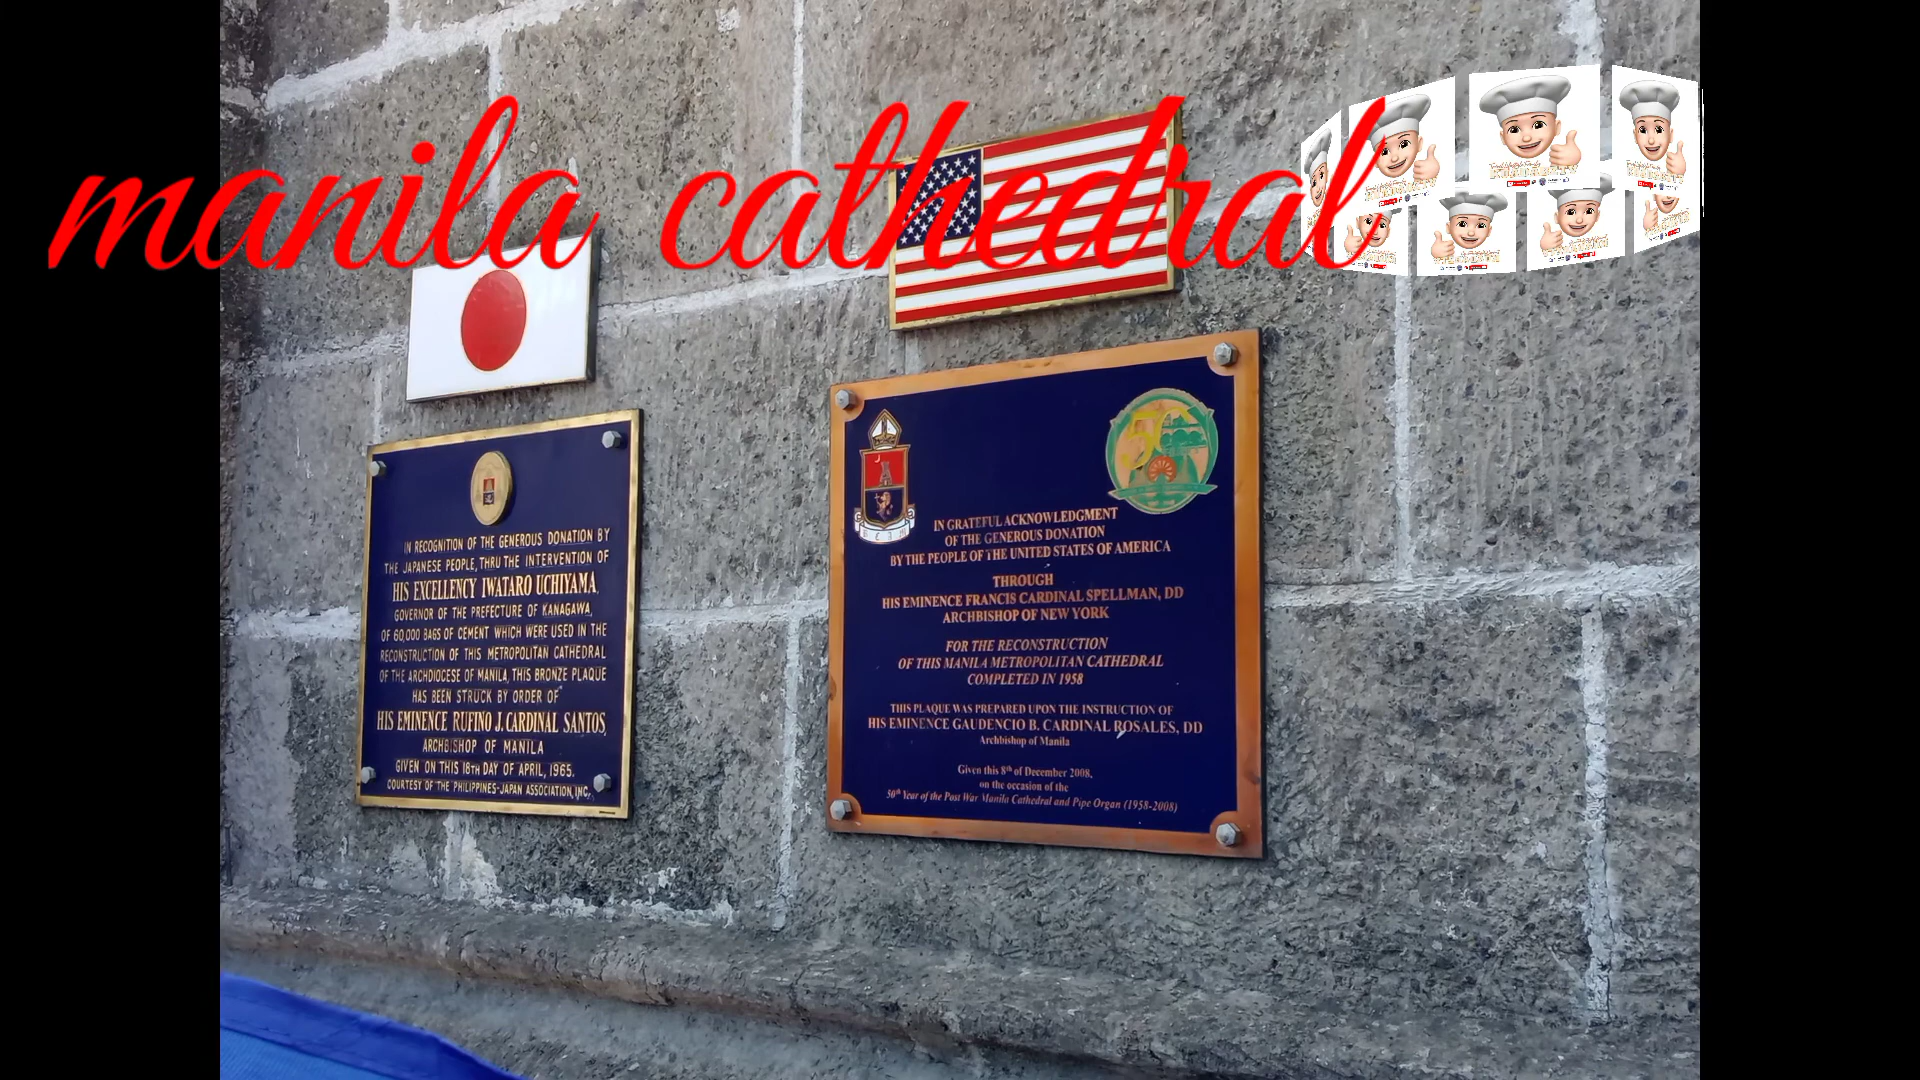 manila cathedral
IN RECOGNITION OF THE GENEROUS DONATION BY
THE JAPANESE PEOPLE, THRU THE INTERVENTION OF
HIS EXCELLENCY IWATARO UCHIYAMA,
GOVERNOR OF THE PREFECTURE OF KANAGAWA,
OF 60,000 BAGS OF CEMENT WHICH WERE USED IN THE
RECONSTRUCTION OF THIS METROPOLITAN CATHEDRAL
OF THE ARCHDIOCESE OF MANILA, THIS BRONZE PLAQUE
HAS BEEN STRUCK BY ORDER OF
HIS EMINENCE RUFINO J. CARDINAL SANTOS,
ARCHBISHOP OF MANILA
GIVEN ON THIS 18TH DAY OF APRIL, 1965.
COURTESY OF THE PHILIPPINES-JAPAN ASSOCIATION, INC.
IN GRATEFUL ACKNOWLEDGMENT
OF THE GENEROUS DONATION
BY THE PEOPLE OF THE UNITED STATES OF AMERICA
THROUGH
HIS EMINENCE FRANCIS CARDINAL SPELLMAN, DD
ARCHBISHOP OF NEW YORK
FOR THE RECONSTRUCTION
OF THIS MANILA METROPOLITAN CATHEDRAL
COMPLETED IN 1958
THIS PLAQUE WAS PREPARED UPON THE INSTRUCTION OF
HIS EMINENCE GAUDENCIO B. CARDINAL ROSALES, DD
Archbishop of Manila
Given this 8th of December 2008,
on the occasion of the
50th Year of the Post War Manila Cathedral and Pipe Organ (1958-2008)